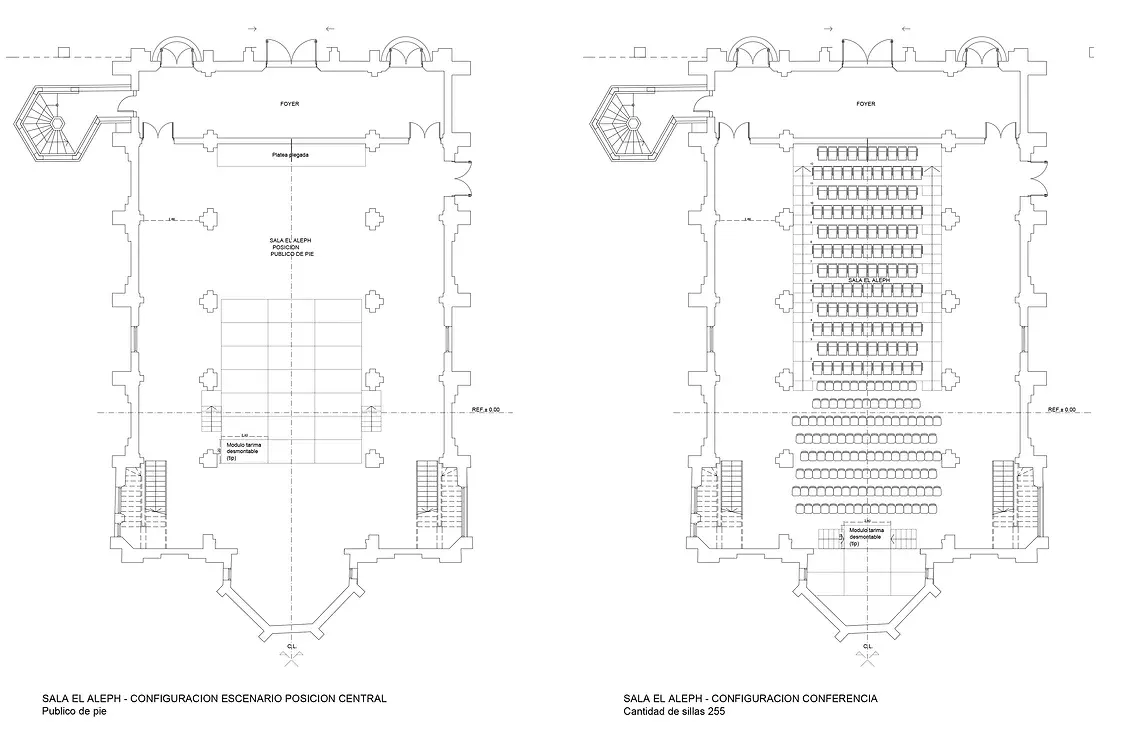 FOYER
Platea plegada
SALA EL ALEPH
POSICION
PUBLICO DE PIE
REF.± 0.00
Modulo tarima
desmontable
(tip)
C.L.
SALA EL ALEPH - CONFIGURACION ESCENARIO POSICION CENTRAL
Publico de pie
FOYER
SALA EL ALEPH
REF.± 0.00
Modulo tarima
desmontable
(tip)
C.L.
SALA EL ALEPH - CONFIGURACION CONFERENCIA
Cantidad de sillas 255